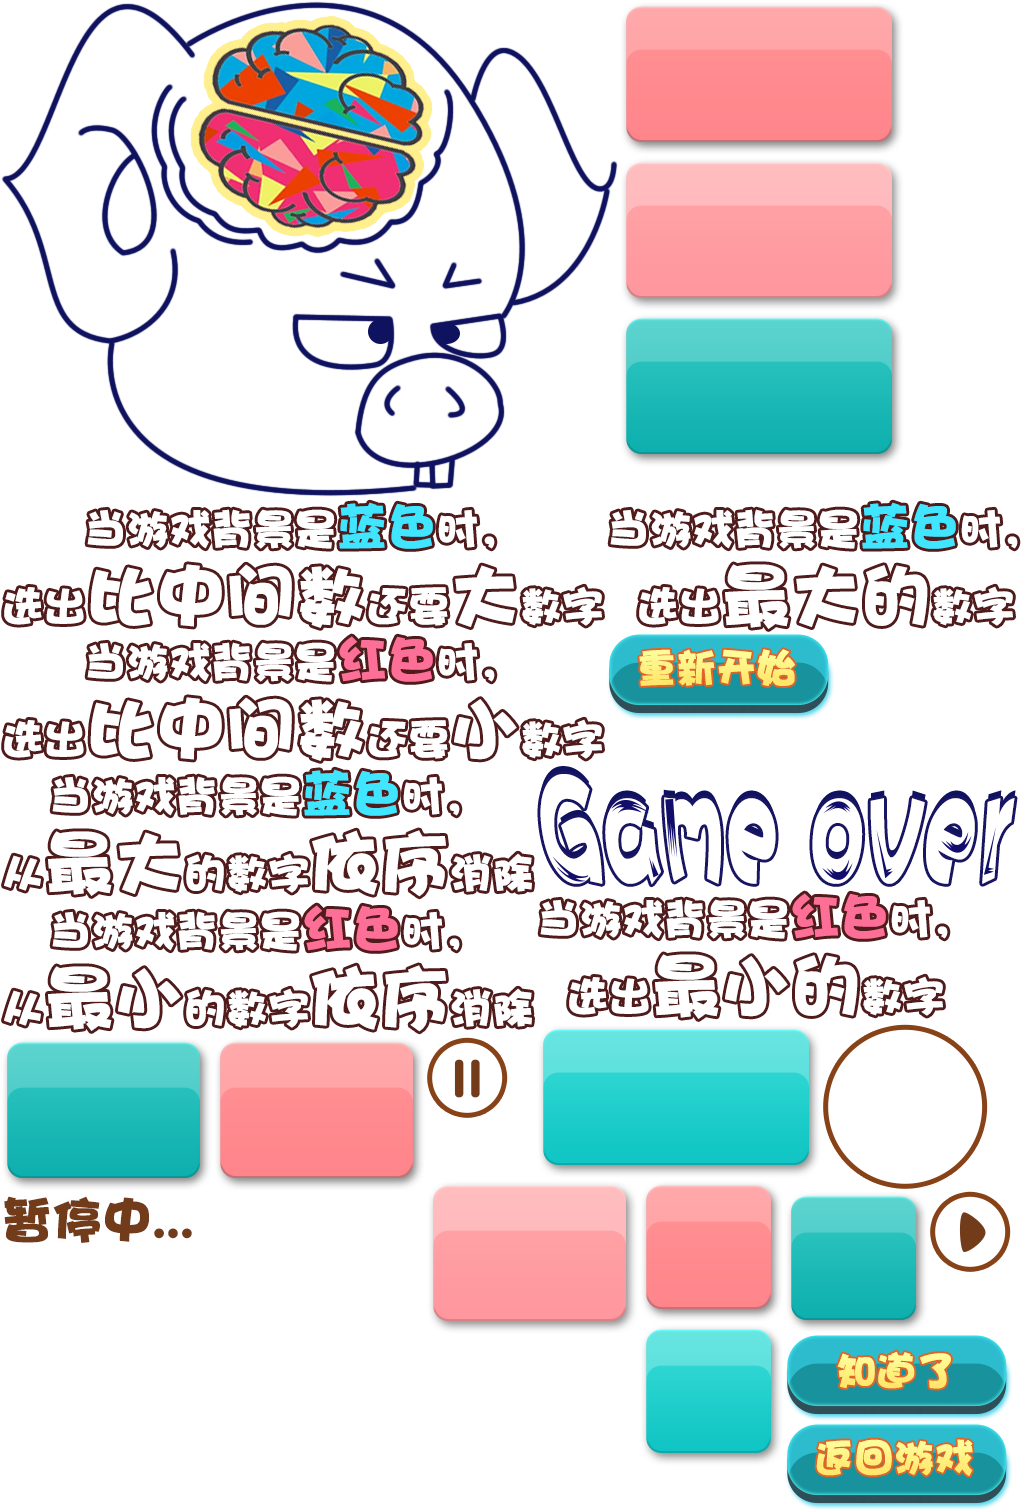 当游戏背景是蓝色时，
选出比中间数还要大数字
当游戏背景是红色时，
选出比中间数还要小数字
当游戏背景是蓝色时，
从最大的数字依序消除
当游戏背景是红色时，
从最小的数字依序消除
当游戏背景是蓝色时，
选出最大的数字
重新开始
Game over
当游戏背景是红色时，
选出最小的数字
暂停中...
知道了
返回游戏